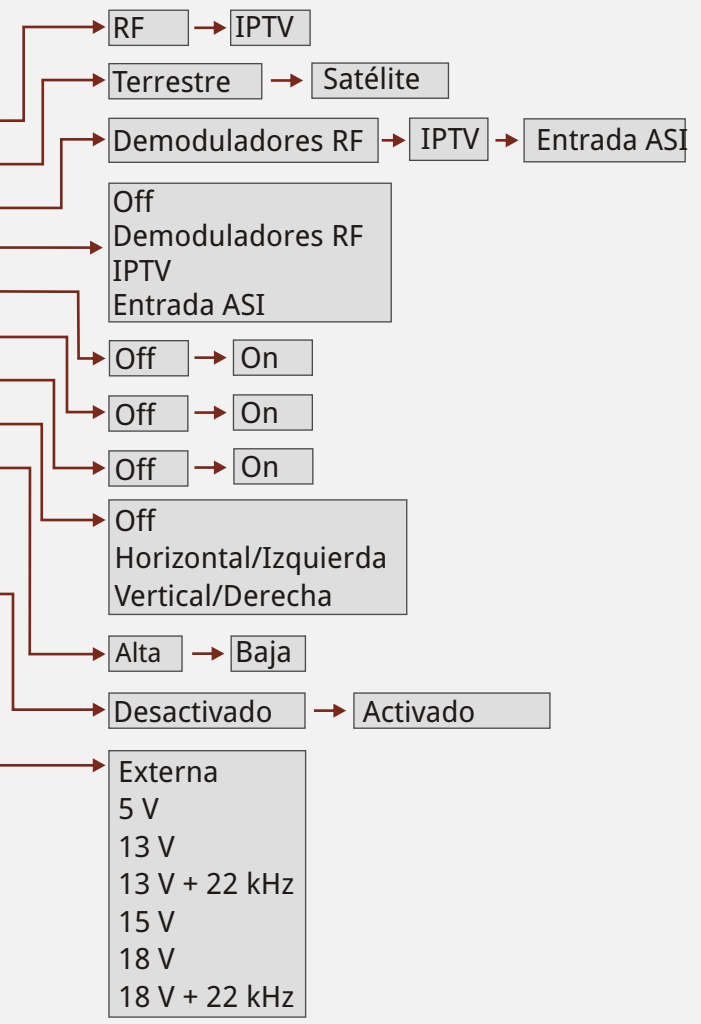 RF IPTV
Terrestre Satélite
Demoduladores RF IPTV Entrada ASI
Off
Demoduladores RF
IPTV
Entrada ASI
Off On
Off On
Off On
Off
Horizontal/Izquierda
Vertical/Derecha
Alta Baja
Desactivado Activado
Externa
5 V
13 V
13 V + 22 kHz
15 V
18 V
18 V + 22 kHz